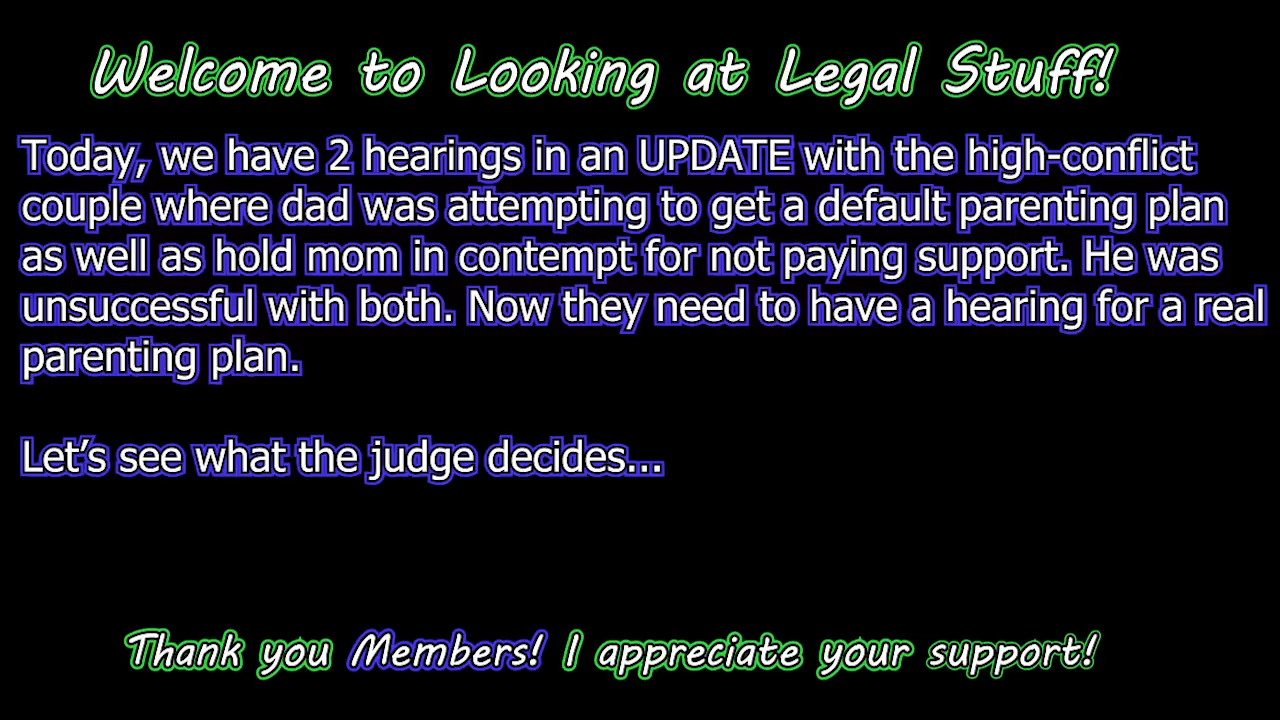 Welcome to Looking at Legal Stuff!
Today, we have 2 hearings in an UPDATE with the high-conflict
couple where dad was attempting to get a default parenting plan
as well as hold mom in contempt for not paying support. He was
unsuccessful with both. Now they need to have a hearing for a real
parenting plan.
Let’s see what the judge decides...
Thank you Members! I appreciate your support!